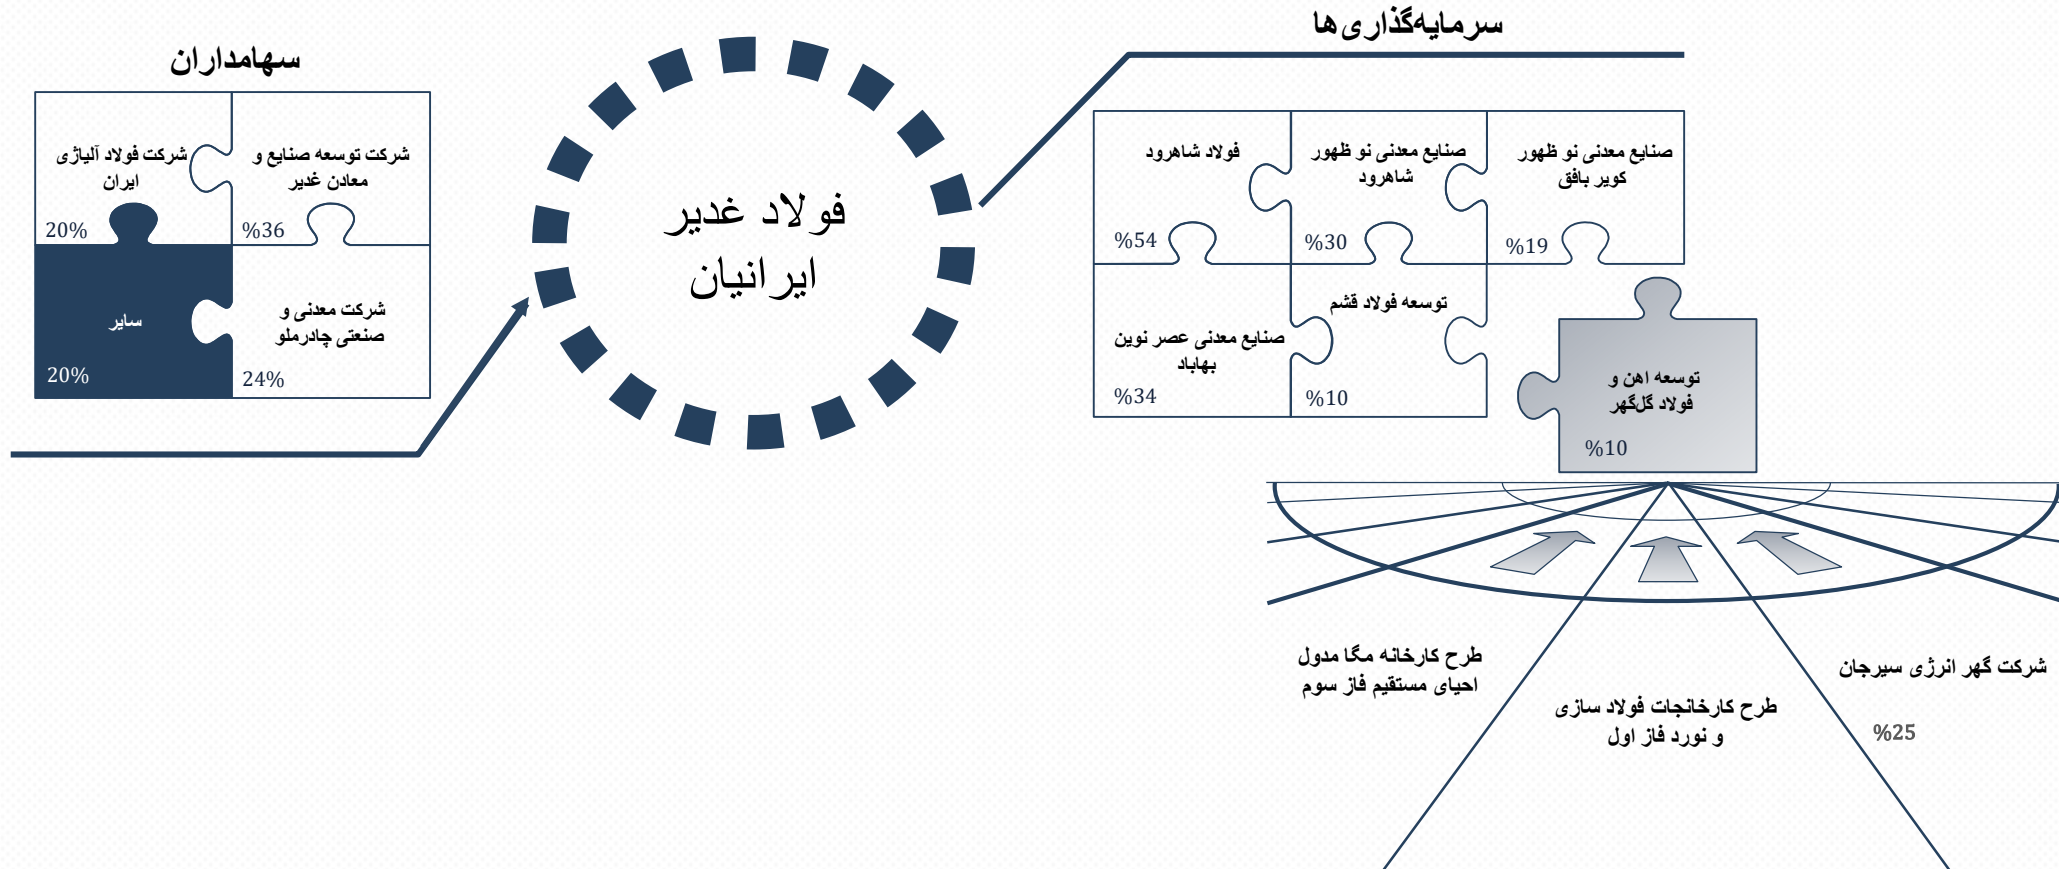 سرمایه‌گذاری‌ها
سهامداران
شرکت توسعه صنایع و
معادن غدیر
%36
شرکت فولاد آلیاژی
ایران
20%
شرکت معدنی و
صنعتی چادرملو
24%
سایر
20%
فولاد غدیر
ایرانیان
صنایع معدنی نو ظهور
کویر بافق
%19
صنایع معدنی نو ظهور
شاهرود
%30
فولاد شاهرود
%54
توسعه فولاد قشم
%10
صنایع معدنی عصر نوین
بهاباد
%34
توسعه اهن و
فولاد گل‌گهر
%10
شرکت گهر انرژی سیرجان
%25
طرح کارخانجات فولاد سازی
و نورد فاز اول
طرح کارخانه مگا مدول
احیای مستقیم فاز سوم